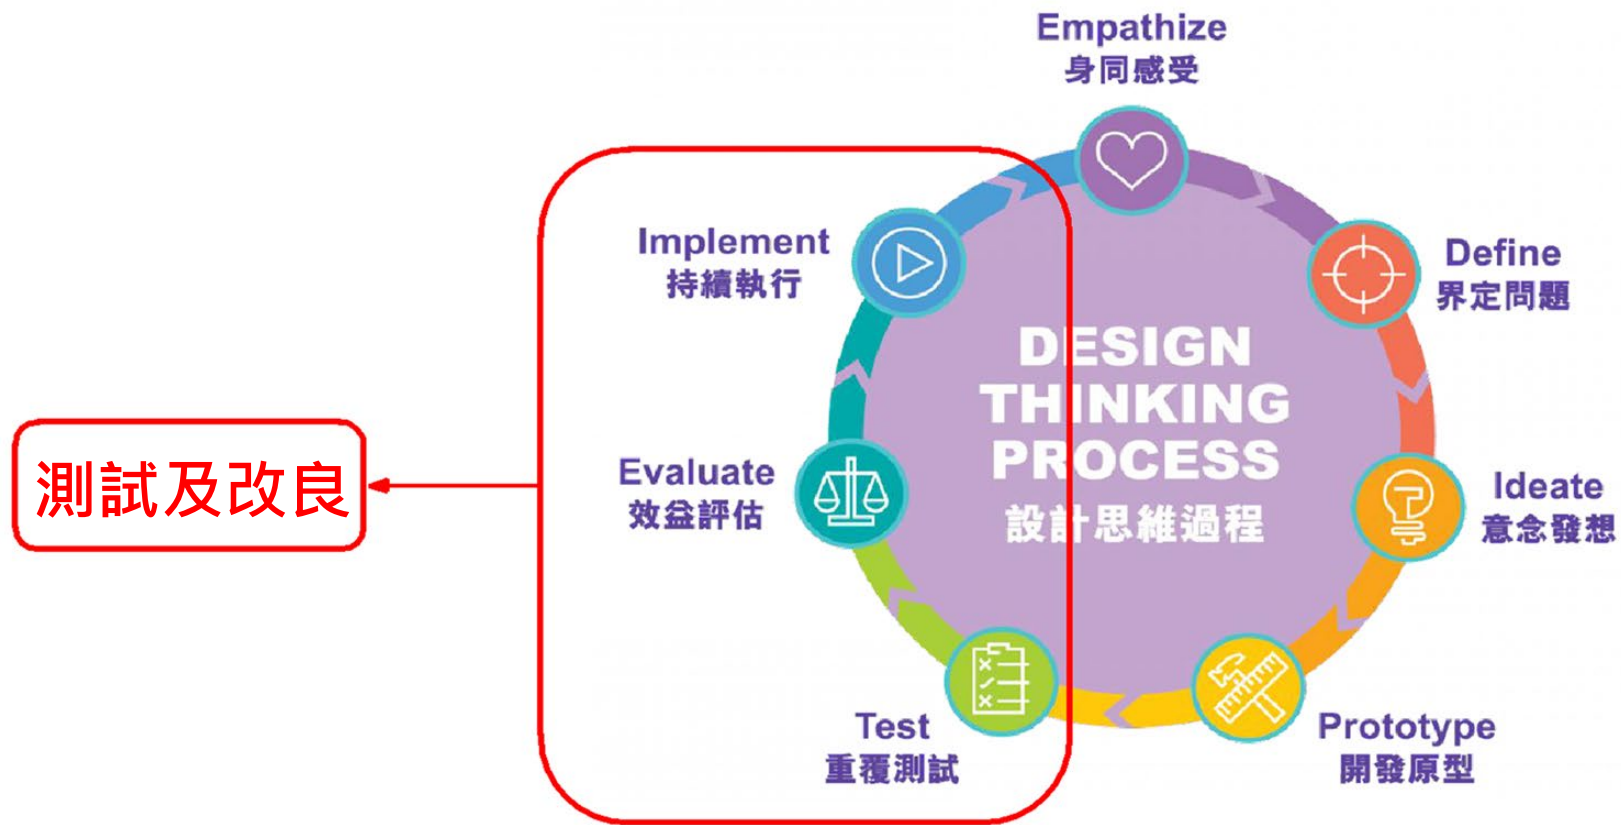 Empathize
身同感受
Define
界定問題
Ideate
意念發想
Prototype
開發原型
Test
重覆測試
Evaluate
效益評估
Implement
持續執行
DESIGN
THINKING
PROCESS
設計思維過程
測試及改良